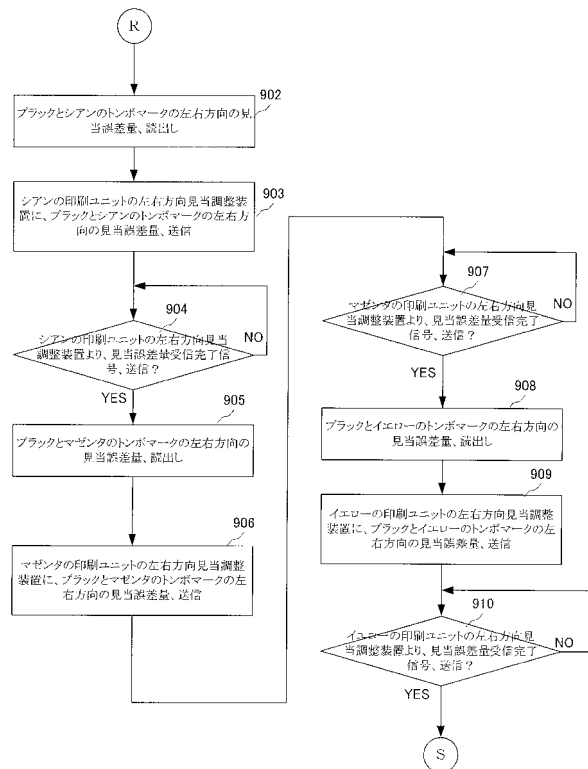 R
902
ブラックとシアンのトンボマークの左右方向の見
当誤差量、読出し
903
シアンの印刷ユニットの左右方向見当調整装
置に、ブラックとシアンのトンボマークの左右方
向の見当誤差量、送信
904
シアンの印刷ユニットの左右方向見当
調整装置より、見当誤差量受信完了信
号、送信？
NO
YES
905
ブラックとマゼンタのトンボマークの左右方向の
見当誤差量、読出し
906
マゼンタの印刷ユニットの左右方向見当調整
装置に、ブラックとマゼンタのトンボマークの左
右方向の見当誤差量、送信
907
マゼンタの印刷ユニットの左右方向見
当調整装置より、見当誤差量受信完了
信号、送信？
NO
YES
908
ブラックとイエローのトンボマークの左右方向の
見当誤差量、読出し
909
イエローの印刷ユニットの左右方向見当調整
装置に、ブラックとイエローのトンボマークの左
右方向の見当誤差量、送信
910
イエローの印刷ユニットの左右方向見
当調整装置より、見当誤差量受信完了
信号、送信？
NO
YES
S